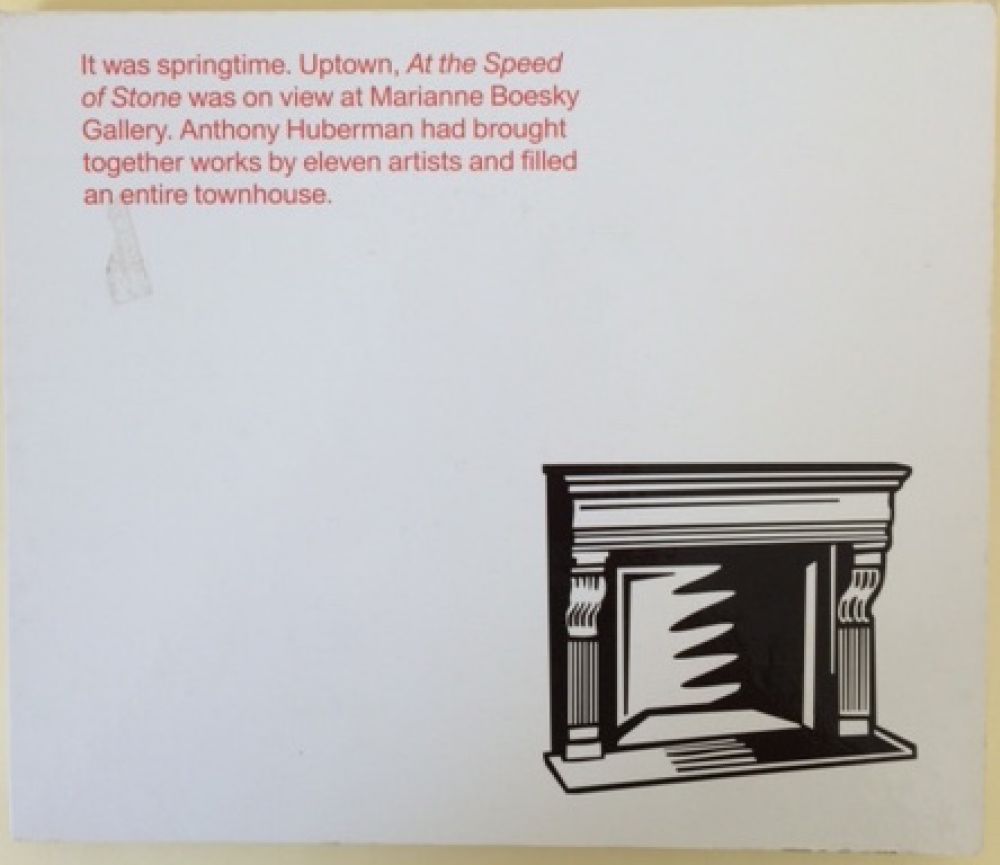 It was springtime. Uptown, At the Speed
of Stone was on view at Marianne Boesky
Gallery. Anthony Huberman had brought
together works by eleven artists and filled
an entire townhouse.